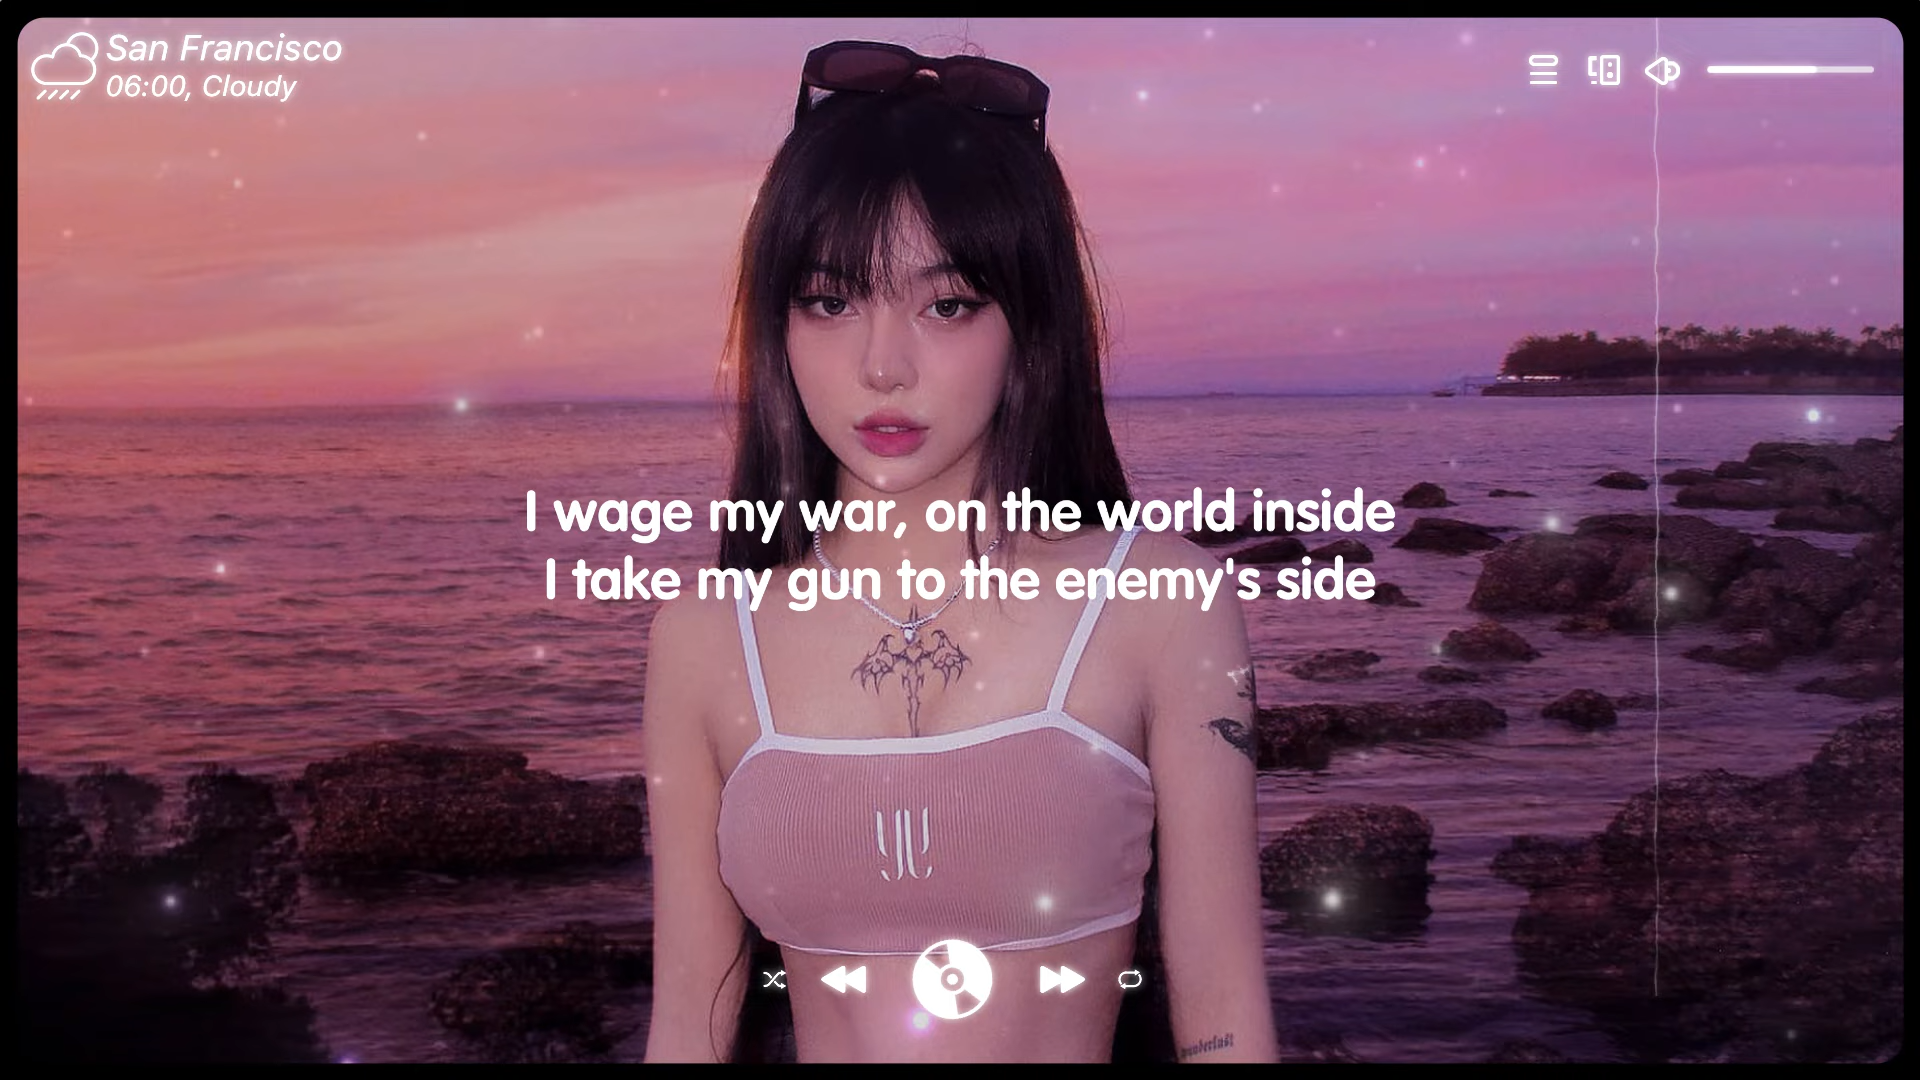 San Francisco
06:00, Cloudy
I wage my war, on the world inside
I take my gun to the enemy's side
wanderlust